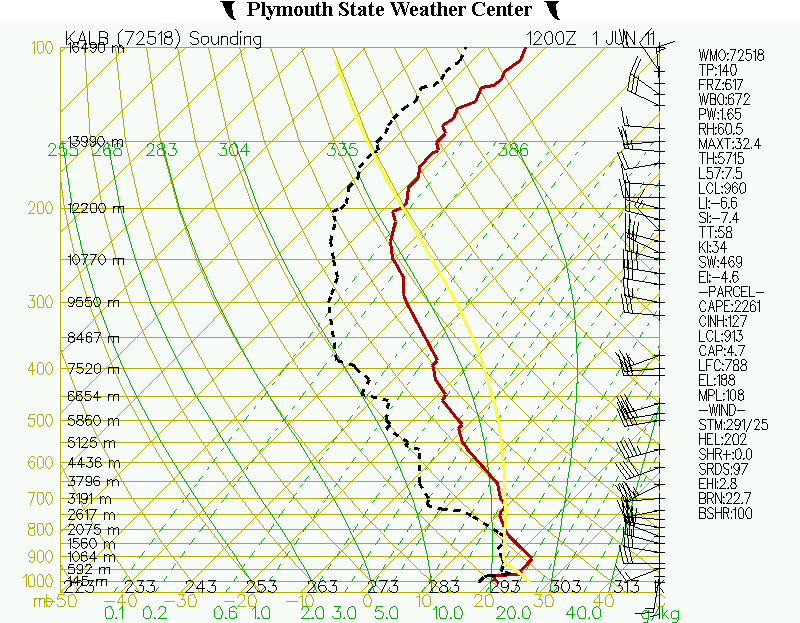 Plymouth State Weather Center
KALB (72518) Sounding
1200Z 1 JUN 11
100
16490 m
13990 m
255 268 283 304 335 386
200
12200 m
10770 m
300
9550 m
8467 m
400
7520 m
6654 m
500
5860 m
5125 m
600
4436 m
3796 m
700
3191 m
2617 m
800
2075 m
1560 m
900
1064 m
592 m
1000
145 m
223 233 243 253 263 273 283 293 303 313
mb -50 -40 -30 -20 -10 0 10 20 30 40
0.1 0.2 0.6 1.0 2.0 3.0 5.0 10.0 20.0 40.0 g/kg
WMO:72518
TP:140
FRZ:617
WBO:672
PW:1.65
RH:60.5
MAXT:32.4
TH:5715
L57:7.5
LCL:960
LI:-6.6
SI:-7.4
TT:58
KI:34
SW:469
EI:-4.6
-PARCEL-
CAPE:2261
CINH:127
LCL:913
CAP:4.7
LFC:788
EL:188
MPL:108
-WIND-
STM:291/25
HEL:202
SHR+:0.0
SRDS:97
EHI:2.8
BRN:22.7
BSHR:100